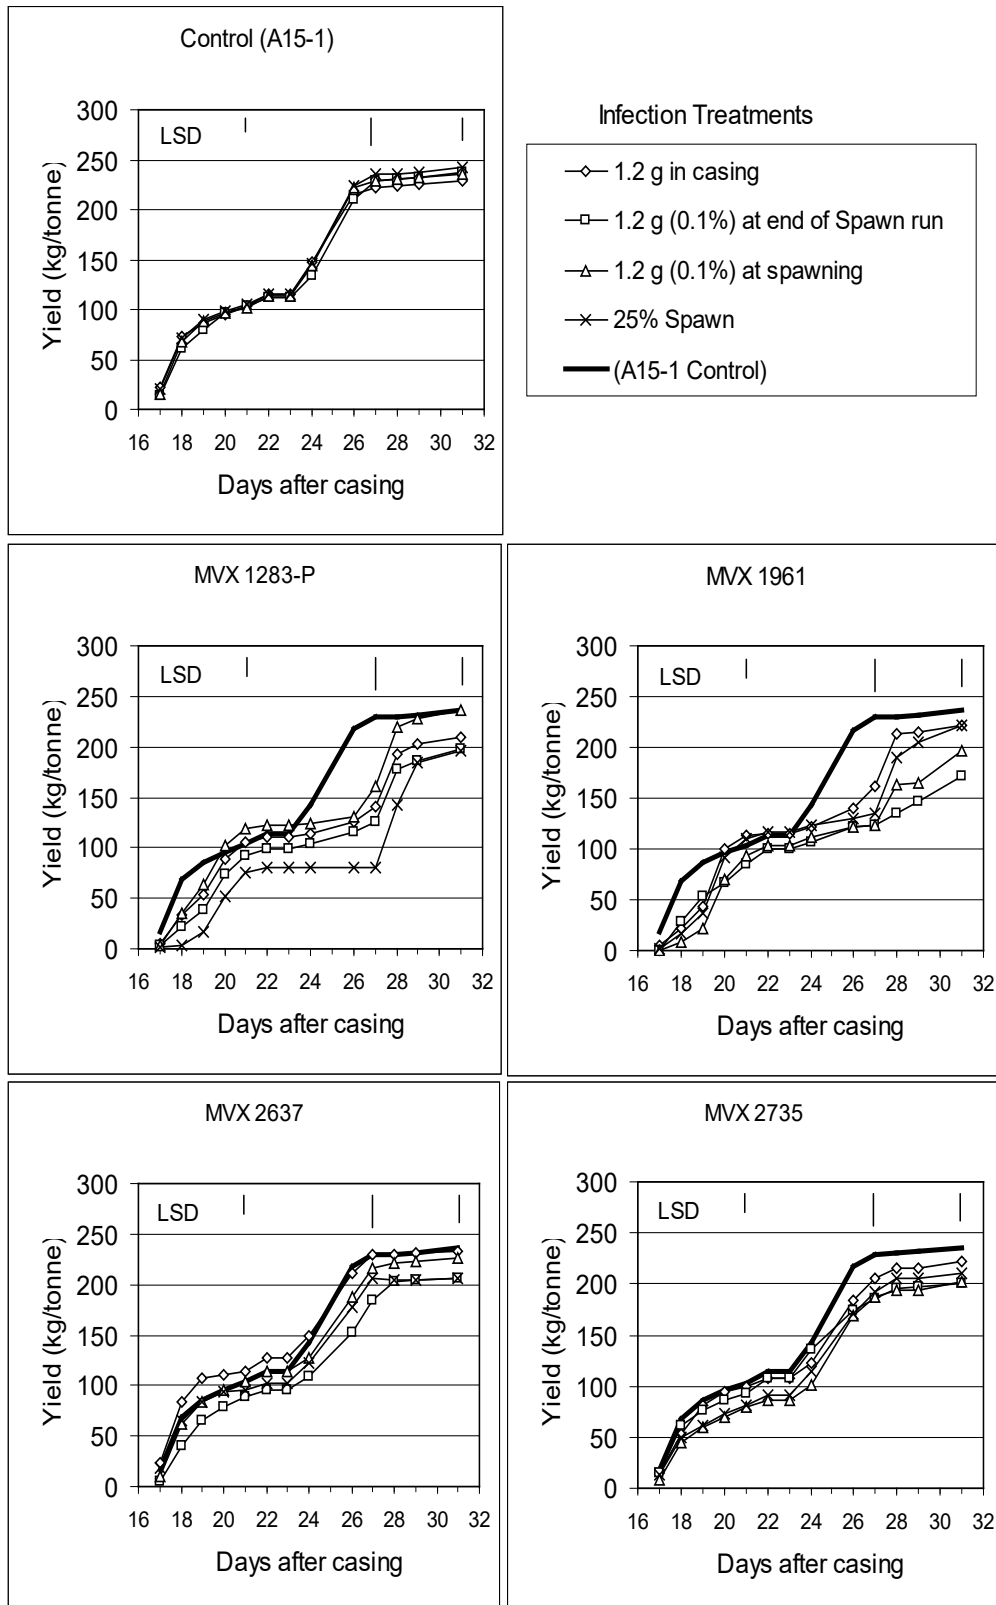 Control (A15-1)
300
250
200
150
100
50
0
LSD
Yield (kg/tonne)
16 18 20 22 24 26 28 30 32
Days after casing
Infection Treatments
1.2 g in casing
1.2 g (0.1%) at end of Spawn run
1.2 g (0.1%) at spawning
25% Spawn
(A15-1 Control)
MVX 1283-P
300
250
200
150
100
50
0
LSD
Yield (kg/tonne)
16 18 20 22 24 26 28 30 32
Days after casing
MVX 1961
300
250
200
150
100
50
0
LSD
Yield (kg/tonne)
16 18 20 22 24 26 28 30 32
Days after casing
MVX 2637
300
250
200
150
100
50
0
LSD
Yield (kg/tonne)
16 18 20 22 24 26 28 30 32
Days after casing
MVX 2735
300
250
200
150
100
50
0
LSD
Yield (kg/tonne)
16 18 20 22 24 26 28 30 32
Days after casing